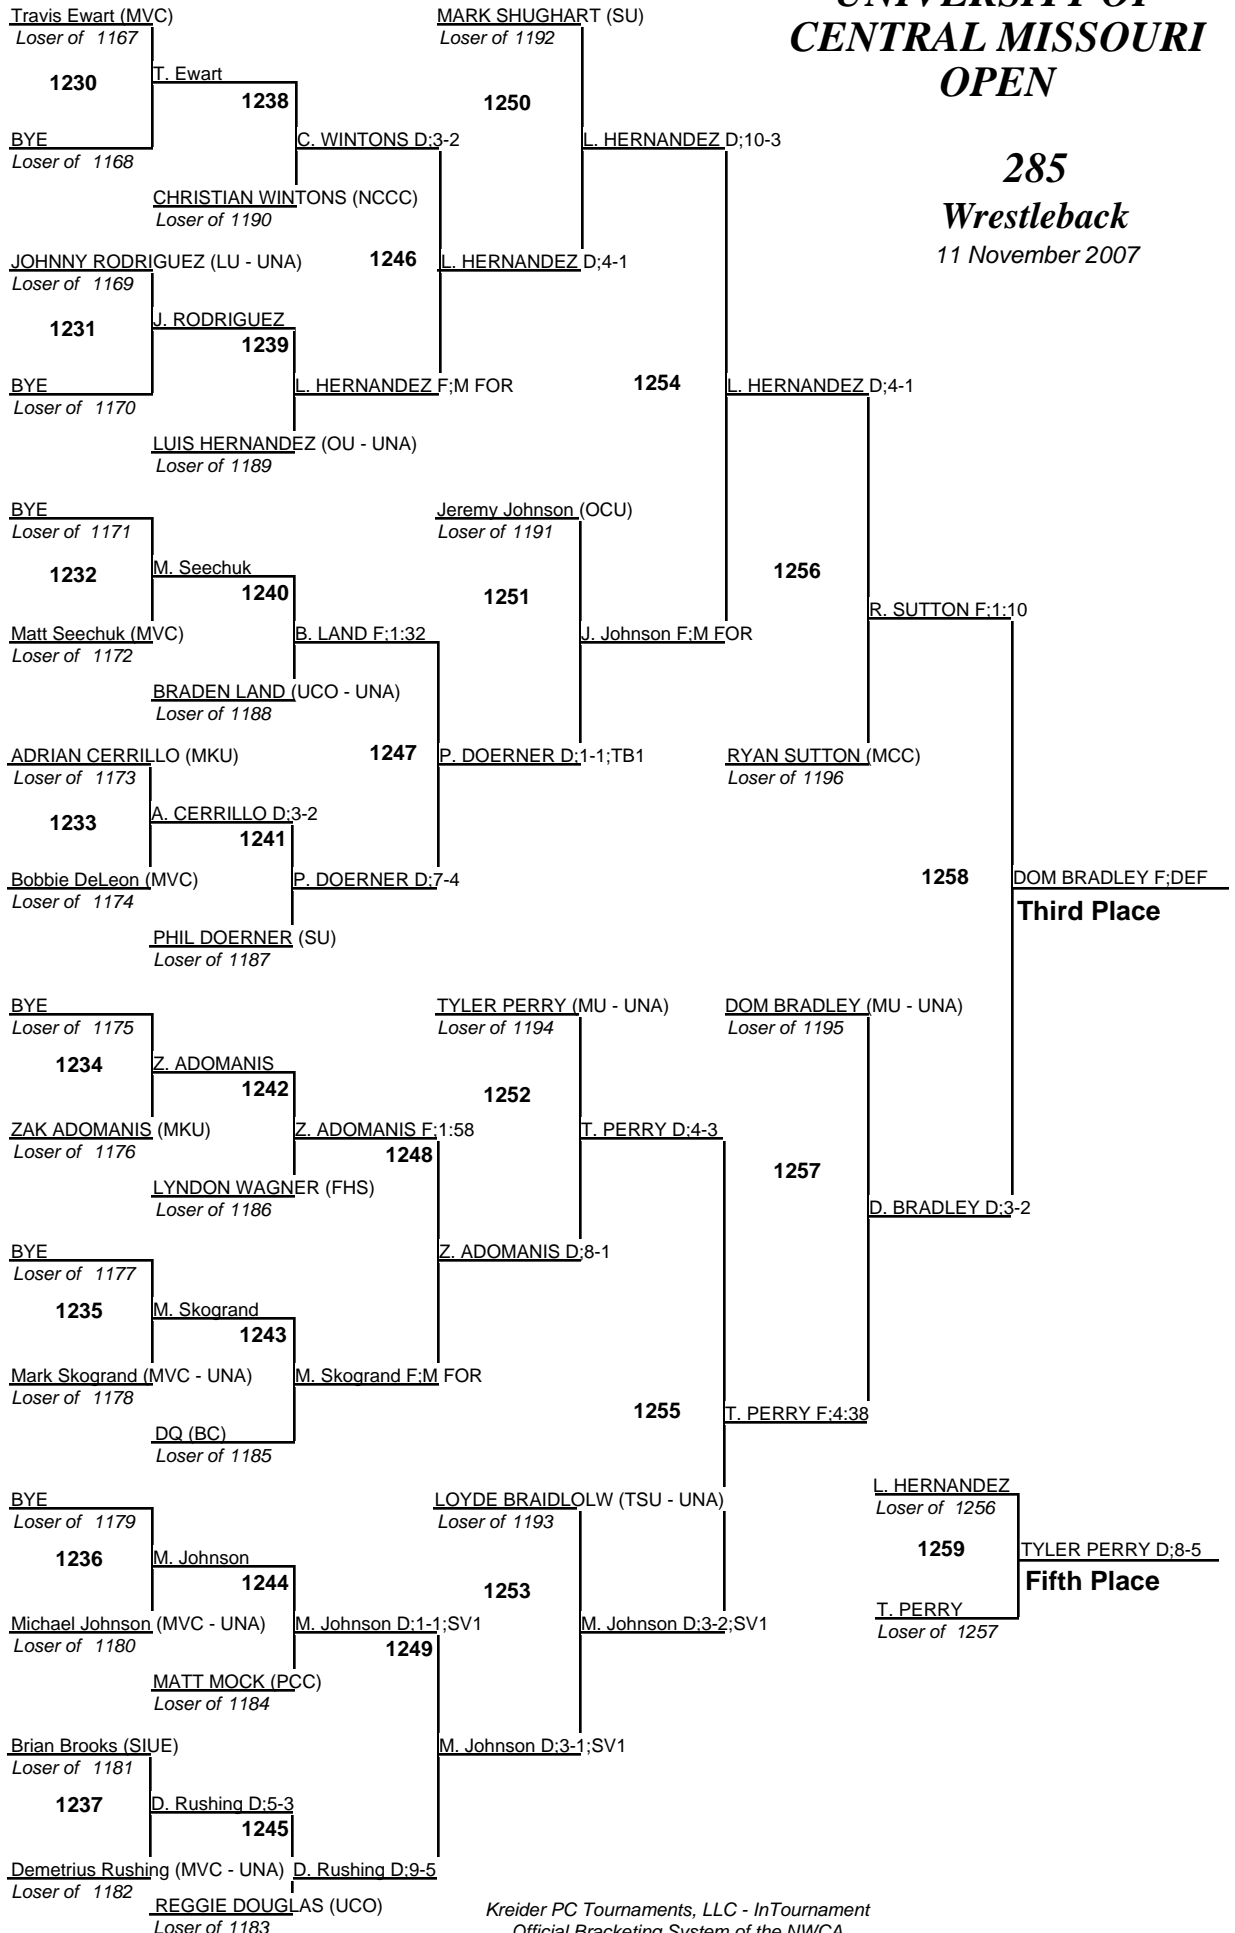 UNIVERSITY OF
CENTRAL MISSOURI
OPEN
285
Wrestleback
11 November 2007
Travis Ewart (MVC)
Loser of 1167
1230
T. Ewart
1238
BYE
Loser of 1168
C. WINTONS D;3-2
CHRISTIAN WINTONS (NCCC)
Loser of 1190
JOHNNY RODRIGUEZ (LU - UNA)
Loser of 1169
1246
1231
J. RODRIGUEZ
1239
BYE
Loser of 1170
L. HERNANDEZ F;M FOR
LUIS HERNANDEZ (OU - UNA)
Loser of 1189
MARK SHUGHART (SU)
Loser of 1192
1250
L. HERNANDEZ D;10-3
L. HERNANDEZ D;4-1
1254
L. HERNANDEZ D;4-1
BYE
Loser of 1171
1232
M. Seechuk
1240
Matt Seechuk (MVC)
Loser of 1172
B. LAND F;1:32
BRADEN LAND (UCO - UNA)
Loser of 1188
ADRIAN CERRILLO (MKU)
Loser of 1173
1247
1233
A. CERRILLO D;3-2
1241
Bobbie DeLeon (MVC)
Loser of 1174
P. DOERNER D;7-4
PHIL DOERNER (SU)
Loser of 1187
Jeremy Johnson (OCU)
Loser of 1191
1251
J. Johnson F;M FOR
P. DOERNER D;1-1;TB1
1256
R. SUTTON F;1:10
RYAN SUTTON (MCC)
Loser of 1196
1258
DOM BRADLEY F;DEF
Third Place
BYE
Loser of 1175
1234
Z. ADOMANIS
1242
ZAK ADOMANIS (MKU)
Loser of 1176
Z. ADOMANIS F;1:58
1248
LYNDON WAGNER (FHS)
Loser of 1186
BYE
Loser of 1177
1235
M. Skogrand
1243
Mark Skogrand (MVC - UNA)
Loser of 1178
M. Skogrand F;M FOR
DQ (BC)
Loser of 1185
TYLER PERRY (MU - UNA)
Loser of 1194
1252
T. PERRY D;4-3
Z. ADOMANIS D;8-1
DOM BRADLEY (MU - UNA)
Loser of 1195
1257
D. BRADLEY D;3-2
1255
T. PERRY F;4:38
BYE
Loser of 1179
1236
M. Johnson
1244
Michael Johnson (MVC - UNA)
Loser of 1180
M. Johnson D;1-1;SV1
1249
MATT MOCK (PCC)
Loser of 1184
Brian Brooks (SIUE)
Loser of 1181
1237
D. Rushing D;5-3
1245
Demetrius Rushing (MVC - UNA)
Loser of 1182
D. Rushing D;9-5
REGGIE DOUGLAS (UCO)
Loser of 1183
LOYDE BRAIDLOLW (TSU - UNA)
Loser of 1193
1253
M. Johnson D;3-2;SV1
M. Johnson D;3-1;SV1
L. HERNANDEZ
Loser of 1256
1259
TYLER PERRY D;8-5
Fifth Place
T. PERRY
Loser of 1257
Kreider PC Tournaments, LLC - InTournament
Official Bracketing System of the NWCA